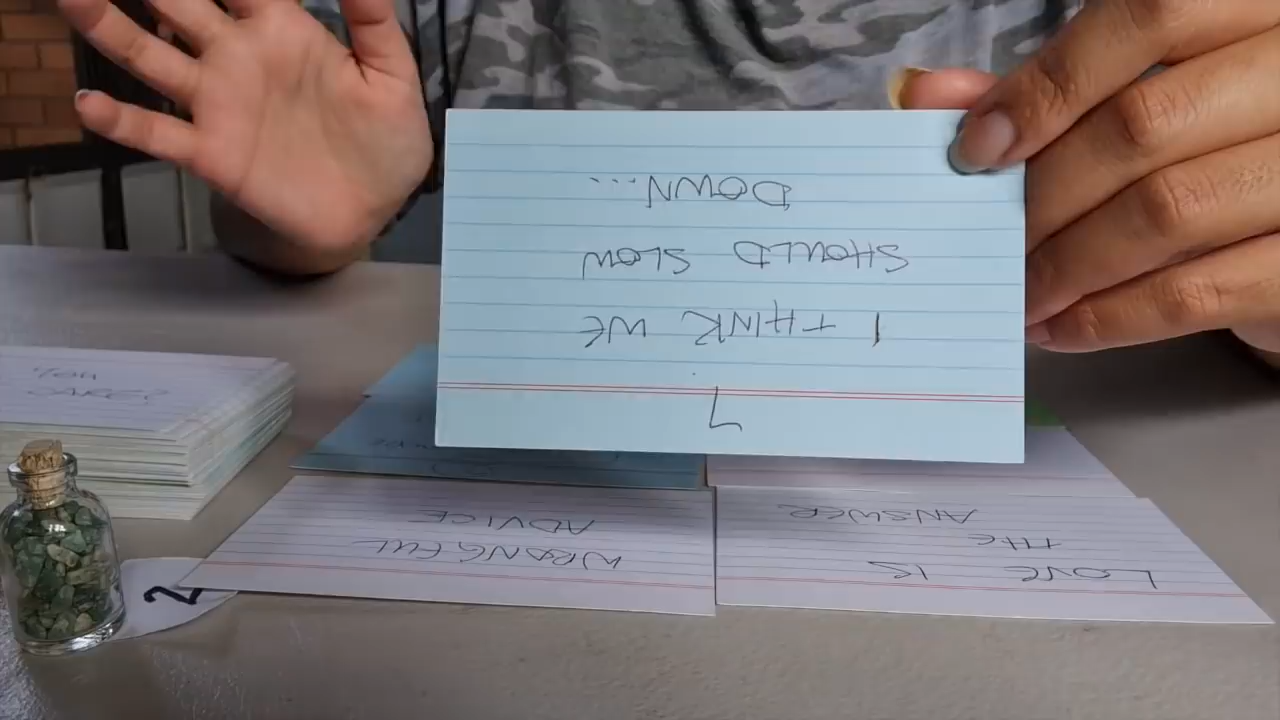 7
I THINK WE
SHOULD SLOW
DOWN...
WRONGFUL
ADVICE
LOVE IS
THE
ANSWER
2